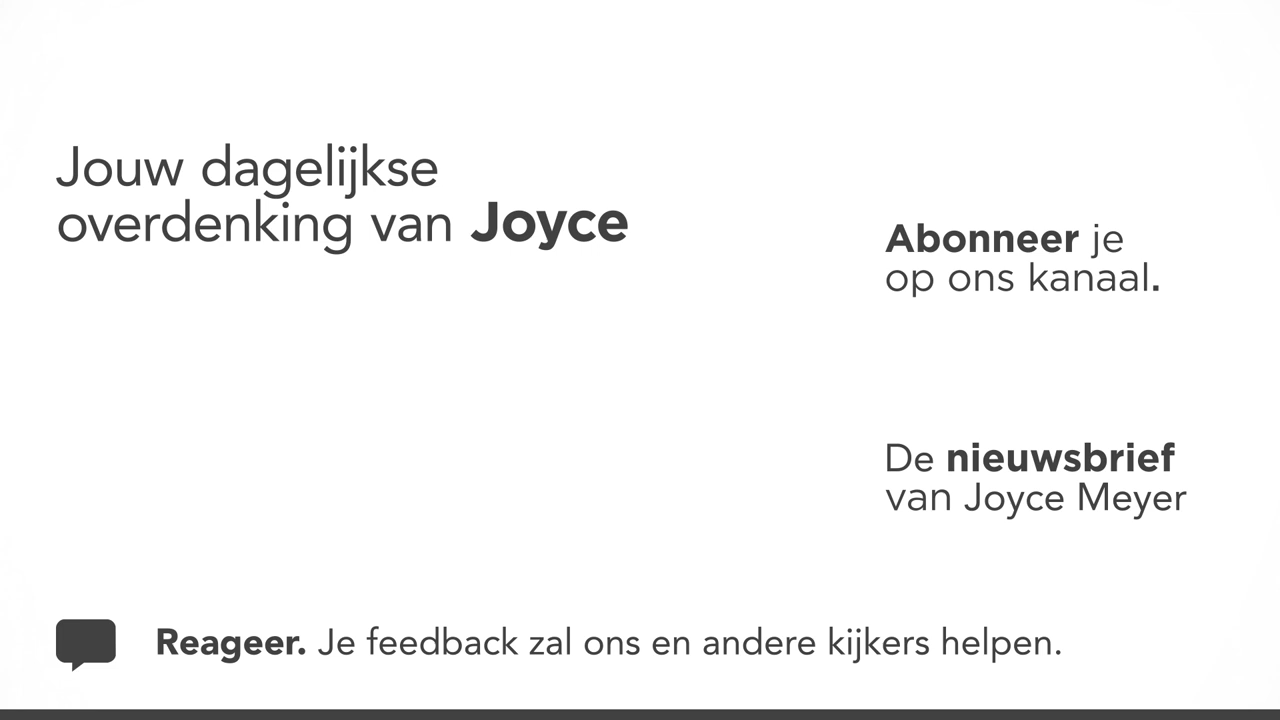 Jouw dagelijkse
overdenking van Joyce
Abonneer je
op ons kanaal.
De nieuwsbrief
van Joyce Meyer
Reageer. Je feedback zal ons en andere kijkers helpen.